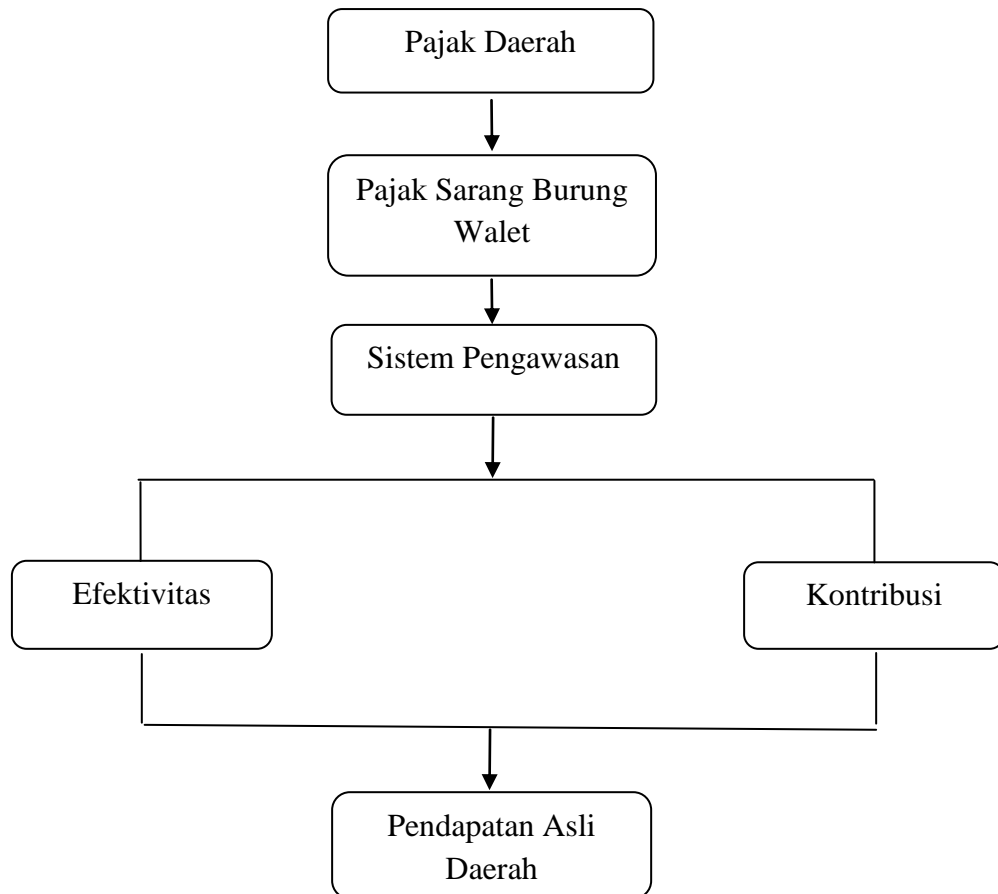 Pajak Daerah
Pajak Sarang Burung
Walet
Sistem Pengawasan
Efektivitas
Kontribusi
Pendapatan Asli
Daerah